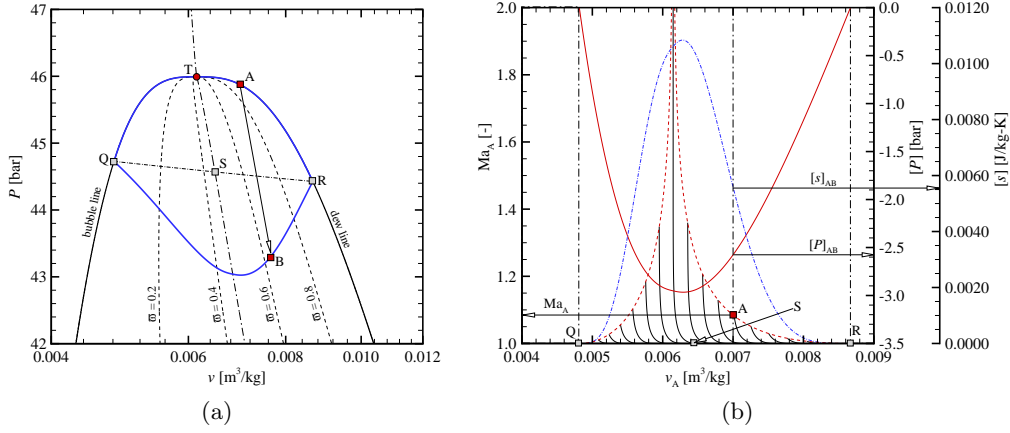 47
46
45
44
43
42
P [bar]
0.004
0.006
0.008
0.010
0.012
v [m³/kg]
T
A
Q
S
R
B
bubble line
dew line
ϖ=0.2
ϖ=0.4
ϖ=0.6
ϖ=0.8
(a)
2.0
1.8
1.6
1.4
1.2
1.0
Ma_A [-]
0.004
0.005
0.006
0.007
0.008
0.009
v_A [m³/kg]
0.0
-0.5
-1.0
-1.5
-2.0
-2.5
-3.0
-3.5
[P] [bar]
0.0120
0.0100
0.0080
0.0060
0.0040
0.0020
0.0000
[s] [J/kg-K]
[s]_AB
[P]_AB
Ma_A
A
S
Q
R
(b)